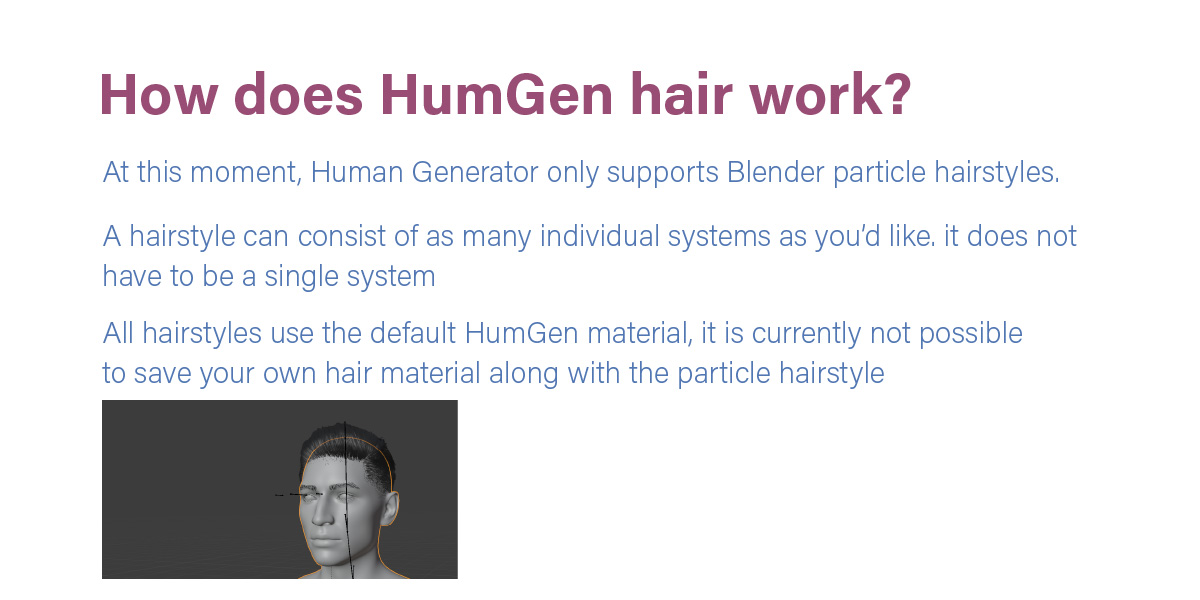 How does HumGen hair work?
At this moment, Human Generator only supports Blender particle hairstyles.
A hairstyle can consist of as many individual systems as you’d like. it does not
have to be a single system
All hairstyles use the default HumGen material, it is currently not possible
to save your own hair material along with the particle hairstyle